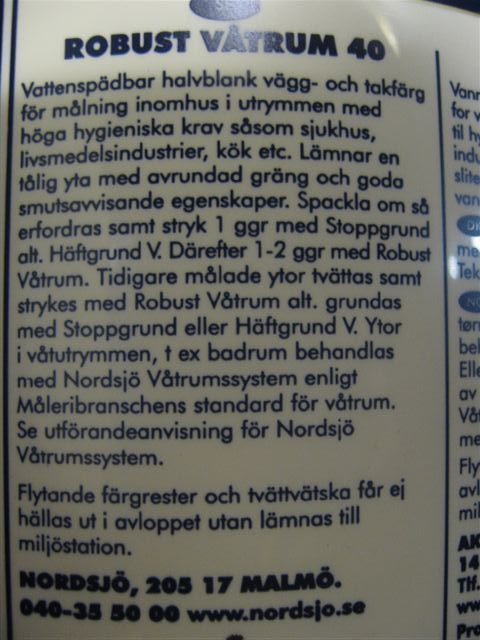 ROBUST VÅTRUM 40
Vattenspädbar halvblank vägg- och takfärg
för målning inomhus i utrymmen med
höga hygieniska krav såsom sjukhus,
livsmedelsindustrier, kök etc. Lämnar en
tålig yta med avrundad gräng och goda
smutsavvisande egenskaper. Spackla om så
erfordras samt stryk 1 ggr med Stoppgrund
alt. Häftgrund V. Därefter 1-2 ggr med Robust
Våtrum. Tidigare målade ytor tvättas samt
strykes med Robust Våtrum alt. grundas
med Stoppgrund eller Häftgrund V. Ytor
i våtutrymmen, t ex badrum behandlas
med Nordsjö Våtrumssystem enligt
Måleribranschens standard för våtrum.
Se utförandeanvisning för Nordsjö
Våtrumssystem.
Flytande färgrester och tvättvätska får ej
hällas ut i avloppet utan lämnas till
miljöstation.
NORDSJÖ, 205 17 MALMÖ.
040-35 50 00 www.nordsjo.se